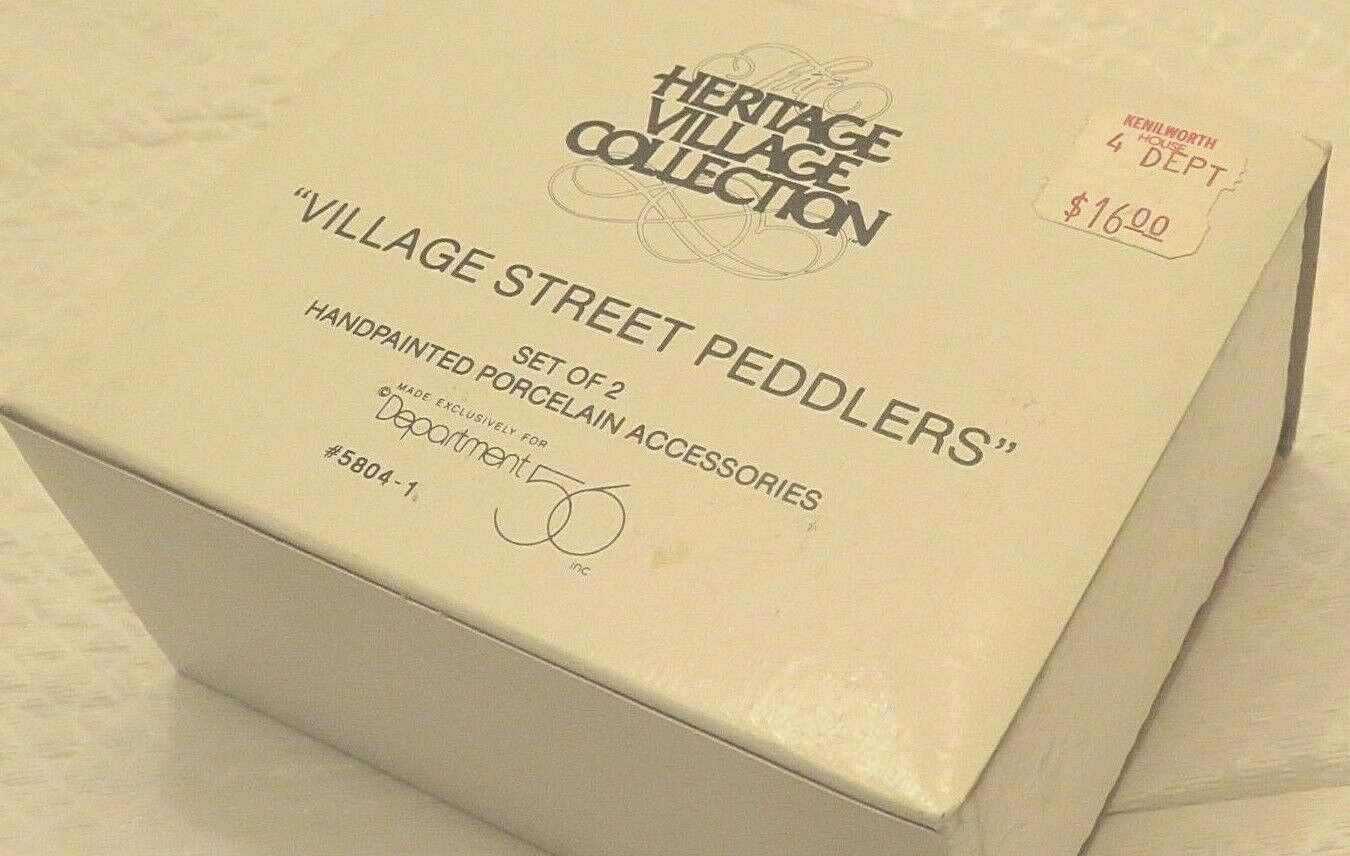 The
HERITAGE
VILLAGE
COLLECTION
"VILLAGE STREET PEDDLERS"
SET OF 2
HANDPAINTED PORCELAIN ACCESSORIES
MADE EXCLUSIVELY FOR
© Department 56
inc
#5804-1
KENILWORTH
HOUSE
4 DEPT
$16.00